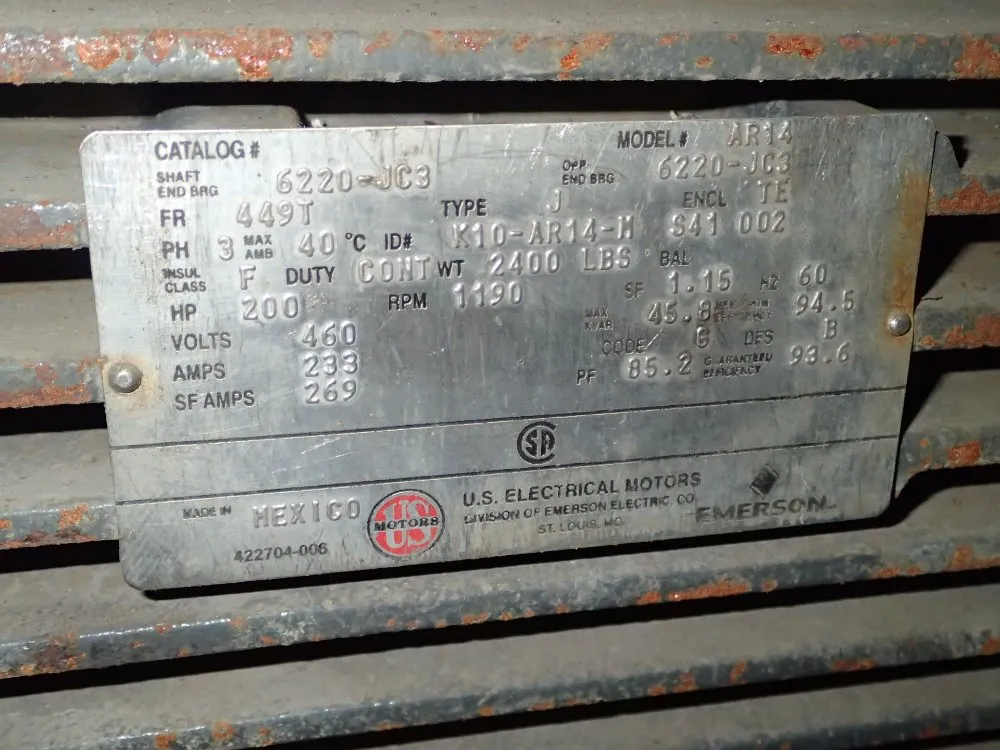 CATALOG # MODEL # AR14
SHAFT END BRG 6220-JC3 OPP END BRG 6220-JC3
FR 449T TYPE J ENCL TE
PH 3 MAX AMB 40 °C ID# K10-AR14-M S41 002
INSUL CLASS F DUTY CONT WT 2400 LBS BAL
HP 200 RPM 1190 SF 1.15 HZ 60
VOLTS 460 MAX KVAR 45.8 94.5
AMPS 233 CODE G DES B
SF AMPS 269 PF 85.2 GUARANTEED EFFICIENCY 93.6
SA
MADE IN MEXICO
US MOTORS
U.S. ELECTRICAL MOTORS
DIVISION OF EMERSON ELECTRIC CO
ST. LOUIS, MO.
EMERSON
422704-006